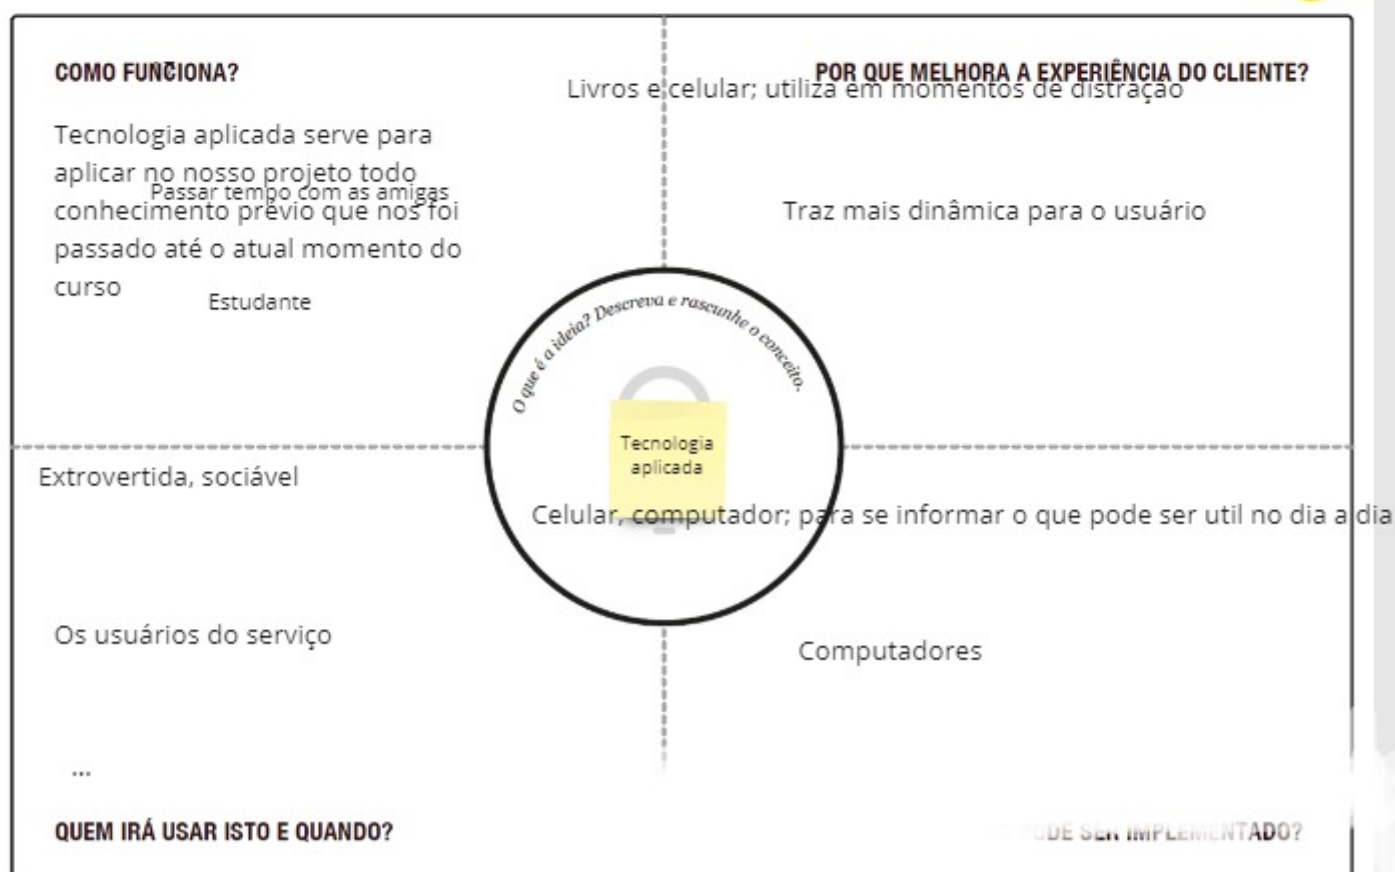 COMO FUNCIONA?
POR QUE MELHORA A EXPERIÊNCIA DO CLIENTE?
Livros e celular; utiliza em momentos de distração
Tecnologia aplicada serve para
aplicar no nosso projeto todo
Passar tempo com as amigas
conhecimento prévio que nos foi
passado até o atual momento do
curso
Estudante
Traz mais dinâmica para o usuário
O que é a ideia? Descreva e rascunhe o conceito.
Tecnologia
aplicada
Extrovertida, sociável
Celular, computador; para se informar o que pode ser util no dia a dia
Os usuários do serviço
Computadores
...
QUEM IRÁ USAR ISTO E QUANDO?
PODE SER IMPLEMENTADO?